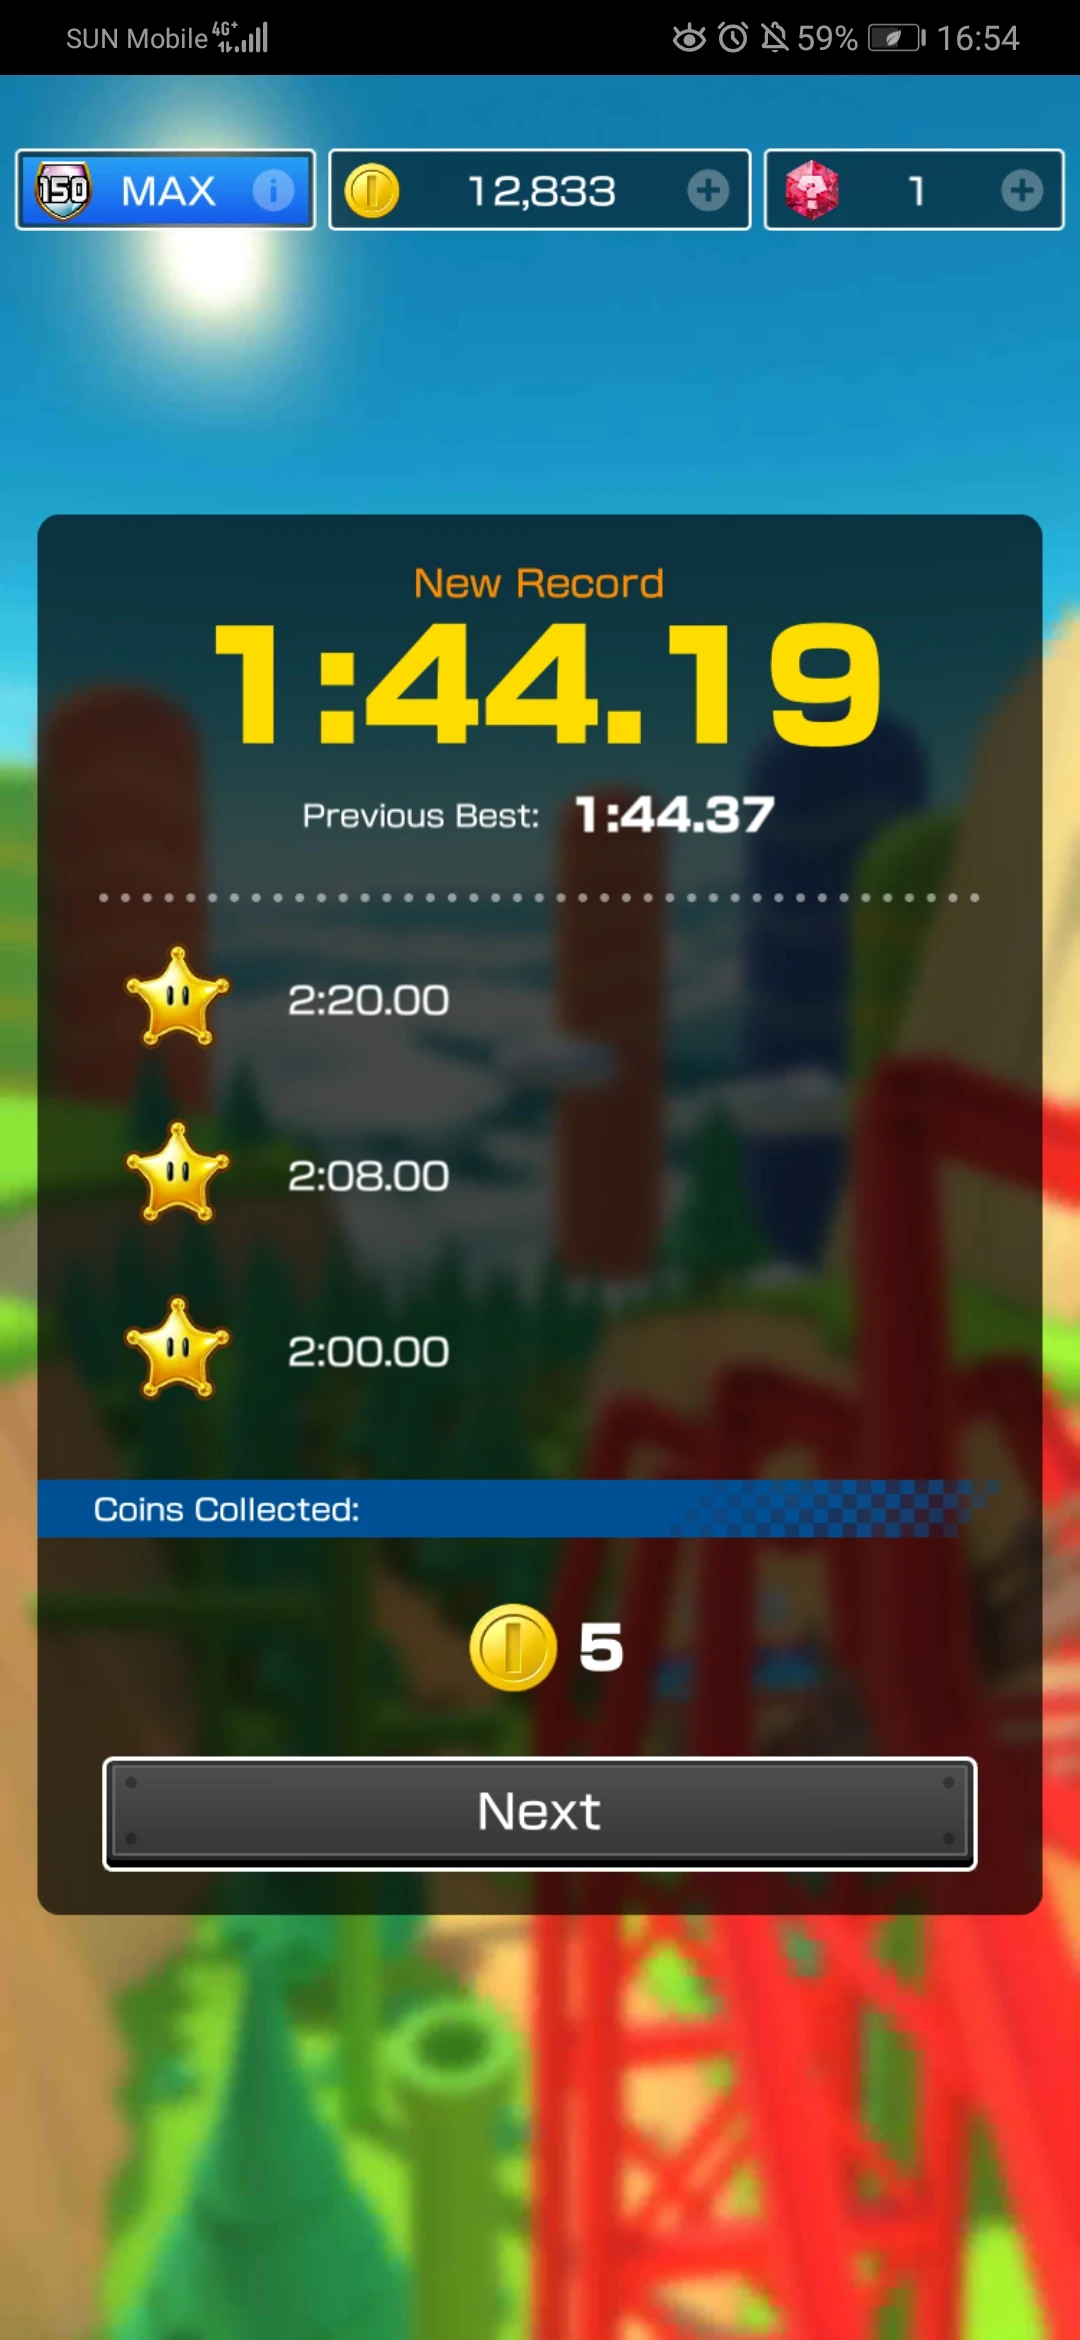 SUN Mobile 4G+ 59% 16:54
150 MAX i 12,833 + 1 +
New Record
1:44.19
Previous Best: 1:44.37
2:20.00
2:08.00
2:00.00
Coins Collected:
5
Next